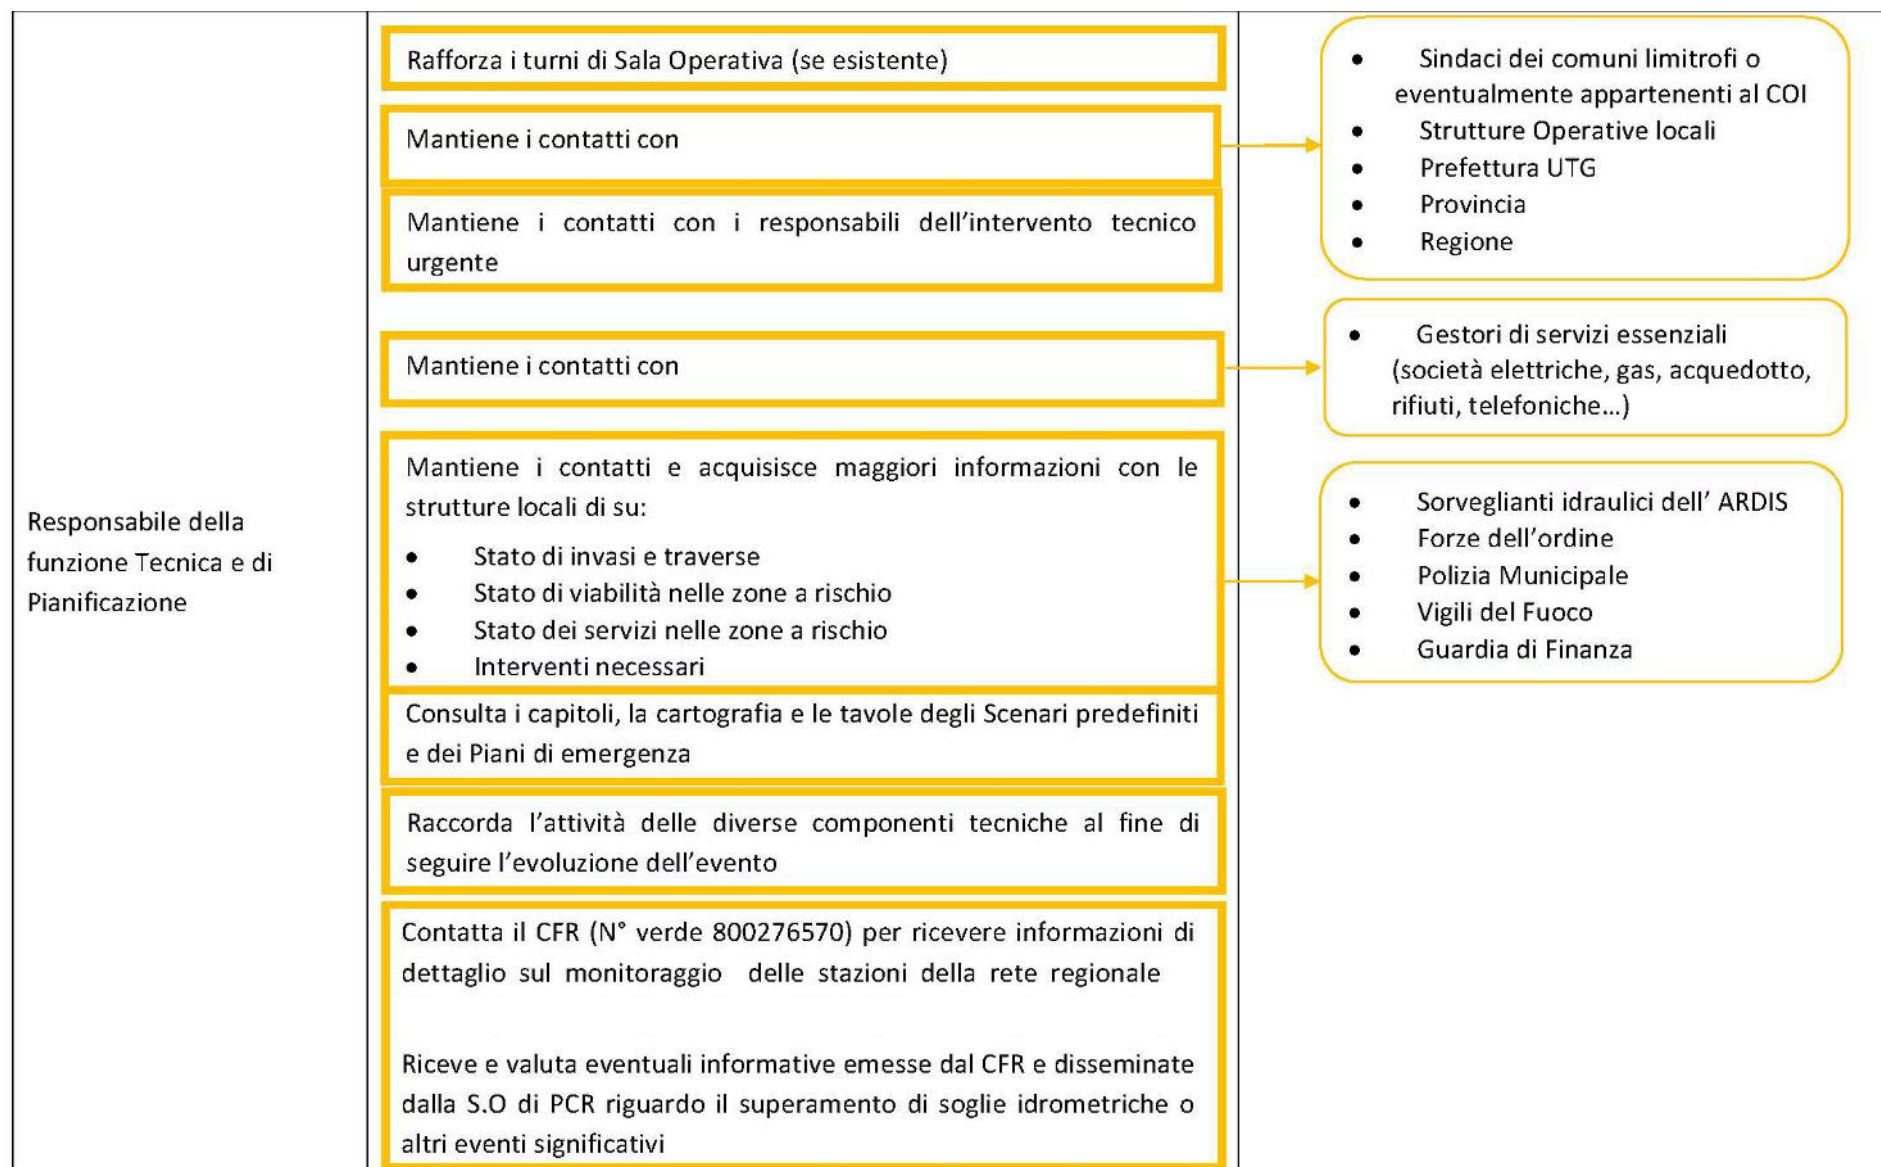 Responsabile della
funzione Tecnica e di
Pianificazione
Rafforza i turni di Sala Operativa (se esistente)
Mantiene i contatti con
• Sindaci dei comuni limitrofi o
eventualmente appartenenti al COI
• Strutture Operative locali
• Prefettura UTG
• Provincia
• Regione
Mantiene i contatti con i responsabili dell’intervento tecnico
urgente
Mantiene i contatti con
• Gestori di servizi essenziali
(società elettriche, gas, acquedotto,
rifiuti, telefoniche…)
Mantiene i contatti e acquisisce maggiori informazioni con le
strutture locali di su:
• Stato di invasi e traverse
• Stato di viabilità nelle zone a rischio
• Stato dei servizi nelle zone a rischio
• Interventi necessari
• Sorveglianti idraulici dell’ ARDIS
• Forze dell’ordine
• Polizia Municipale
• Vigili del Fuoco
• Guardia di Finanza
Consulta i capitoli, la cartografia e le tavole degli Scenari predefiniti
e dei Piani di emergenza
Raccorda l’attività delle diverse componenti tecniche al fine di
seguire l’evoluzione dell’evento
Contatta il CFR (N° verde 800276570) per ricevere informazioni di
dettaglio sul monitoraggio delle stazioni della rete regionale
Riceve e valuta eventuali informative emesse dal CFR e disseminate
dalla S.O di PCR riguardo il superamento di soglie idrometriche o
altri eventi significativi